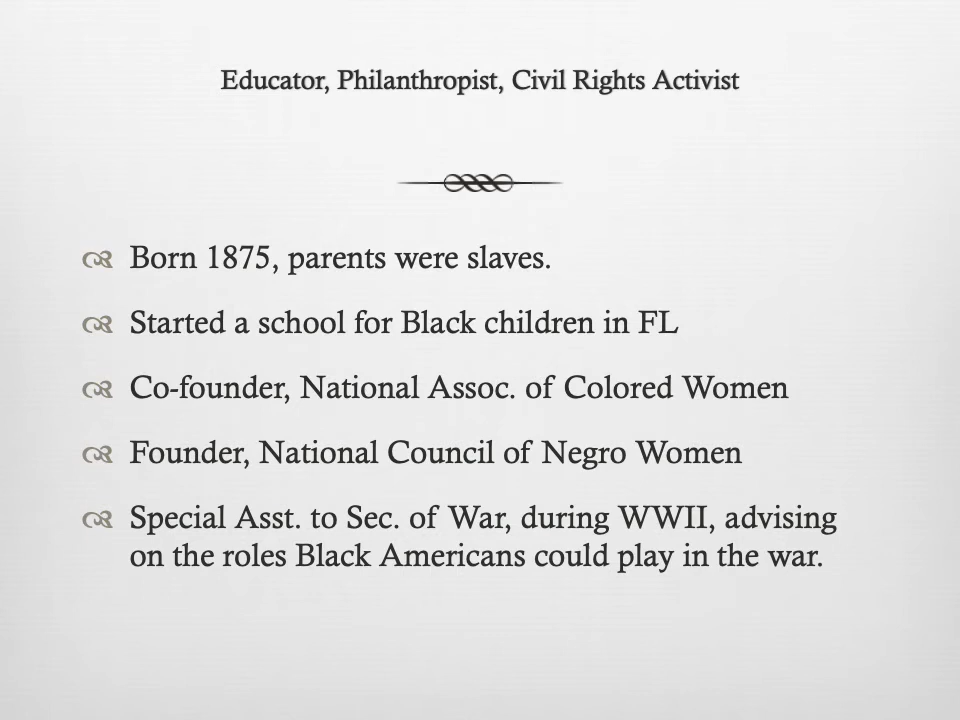 Educator, Philanthropist, Civil Rights Activist
Born 1875, parents were slaves.
Started a school for Black children in FL
Co-founder, National Assoc. of Colored Women
Founder, National Council of Negro Women
Special Asst. to Sec. of War, during WWII, advising
on the roles Black Americans could play in the war.